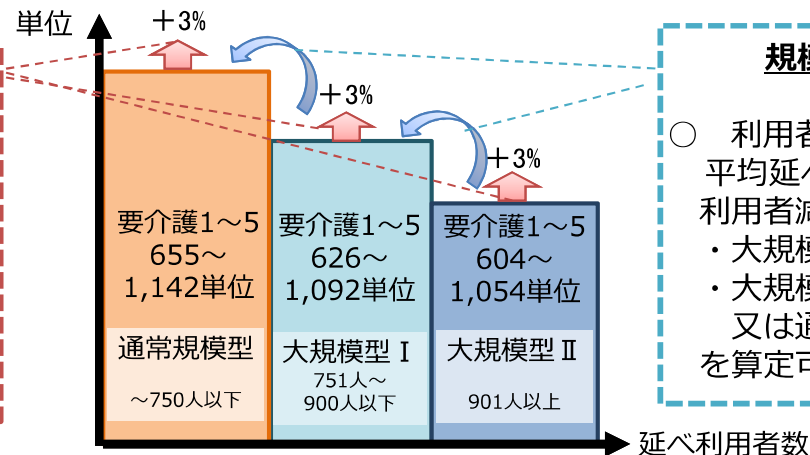 単位
＋3%
＋3%
＋3%
要介護1～5
655～
1,142単位
通常規模型
～750人以下
要介護1～5
626～
1,092単位
大規模型Ⅰ
751人～
900人以下
要介護1～5
604～
1,054単位
大規模型Ⅱ
901人以上
延べ利用者数
規模
○ 利用者
平均延べ
利用者減
・大規模
・大規模
又は通
を算定可